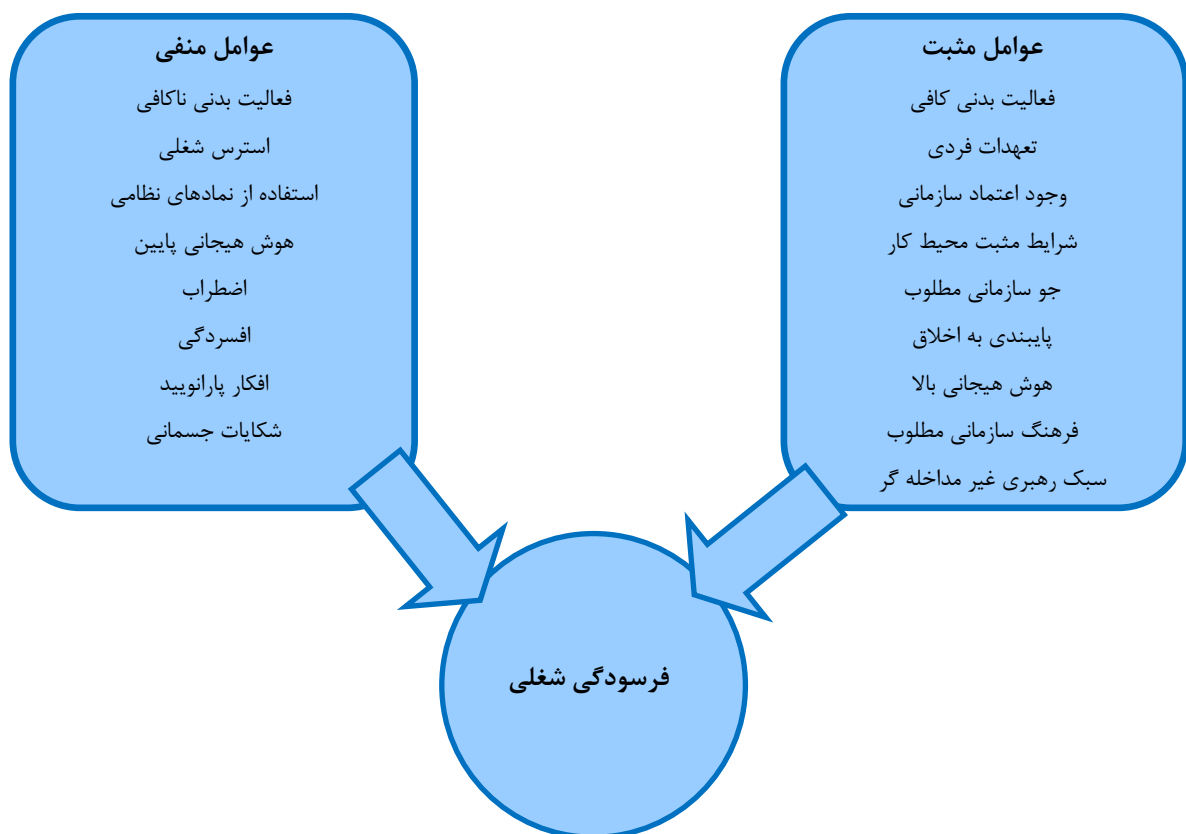 عوامل مثبت
فعالیت بدنی کافی
تعهدات فردی
وجود اعتماد سازمانی
شرایط مثبت محیط کار
جو سازمانی مطلوب
پایبندی به اخلاق
هوش هیجانی بالا
فرهنگ سازمانی مطلوب
سبک رهبری غیر مداخله گر
عوامل منفی
فعالیت بدنی ناکافی
استرس شغلی
استفاده از نمادهای نظامی
هوش هیجانی پایین
اضطراب
افسردگی
افکار پارانویید
شکایات جسمانی
فرسودگی شغلی